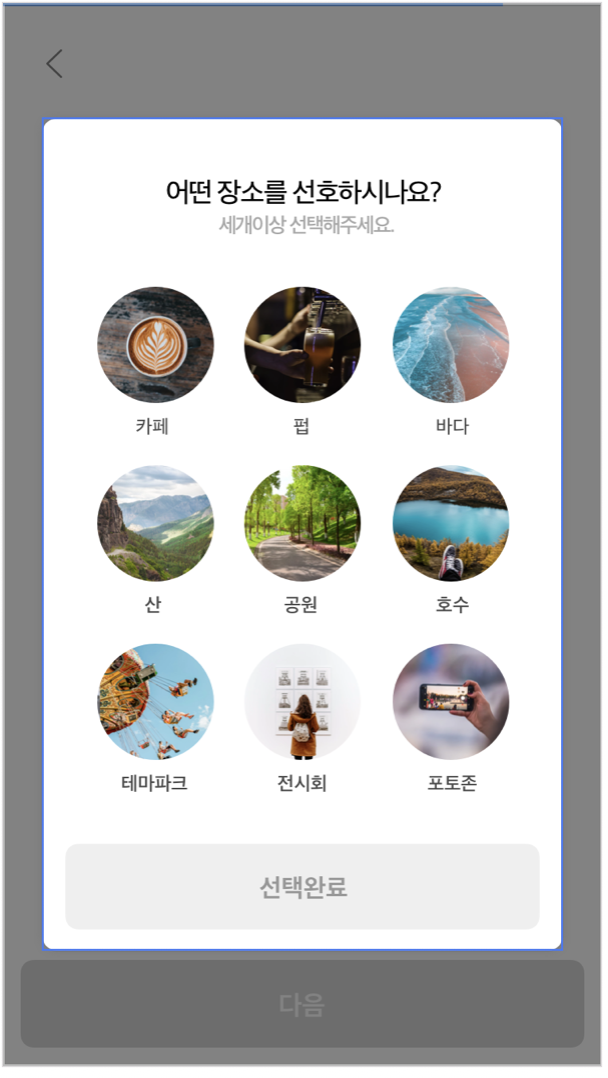 어떤 장소를 선호하시나요?
세개이상 선택해주세요.
카페
펍
바다
산
공원
호수
테마파크
전시회
포토존
선택완료
다음